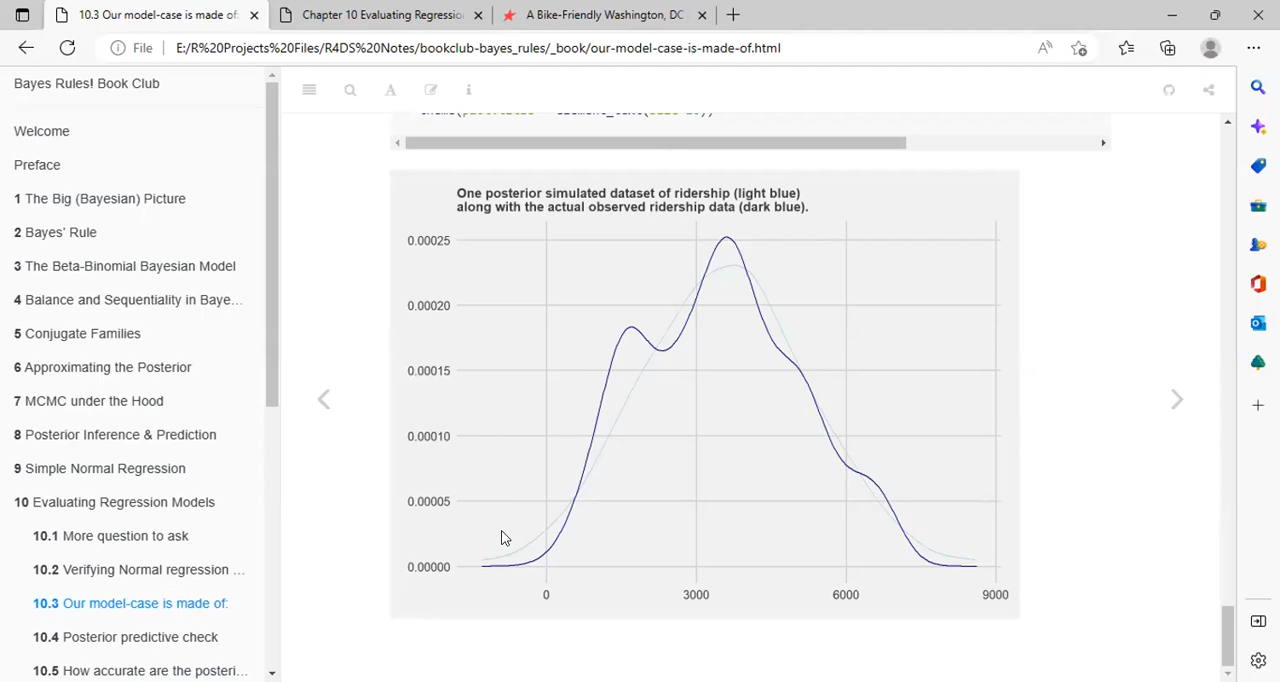 10.3 Our model-case is made of:
Chapter 10 Evaluating Regressio
A Bike-Friendly Washington, DC
File
E:/R%20Projects%20Files/R4DS%20Notes/bookclub-bayes_rules/_book/our-model-case-is-made-of.html
Bayes Rules! Book Club
Welcome
Preface
1 The Big (Bayesian) Picture
2 Bayes' Rule
3 The Beta-Binomial Bayesian Model
4 Balance and Sequentiality in Baye…
5 Conjugate Families
6 Approximating the Posterior
7 MCMC under the Hood
8 Posterior Inference & Prediction
9 Simple Normal Regression
10 Evaluating Regression Models
10.1 More question to ask
10.2 Verifying Normal regression …
10.3 Our model-case is made of:
10.4 Posterior predictive check
10.5 How accurate are the posteri…
One posterior simulated dataset of ridership (light blue)
along with the actual observed ridership data (dark blue).
0.00025
0.00020
0.00015
0.00010
0.00005
0.00000
0
3000
6000
9000